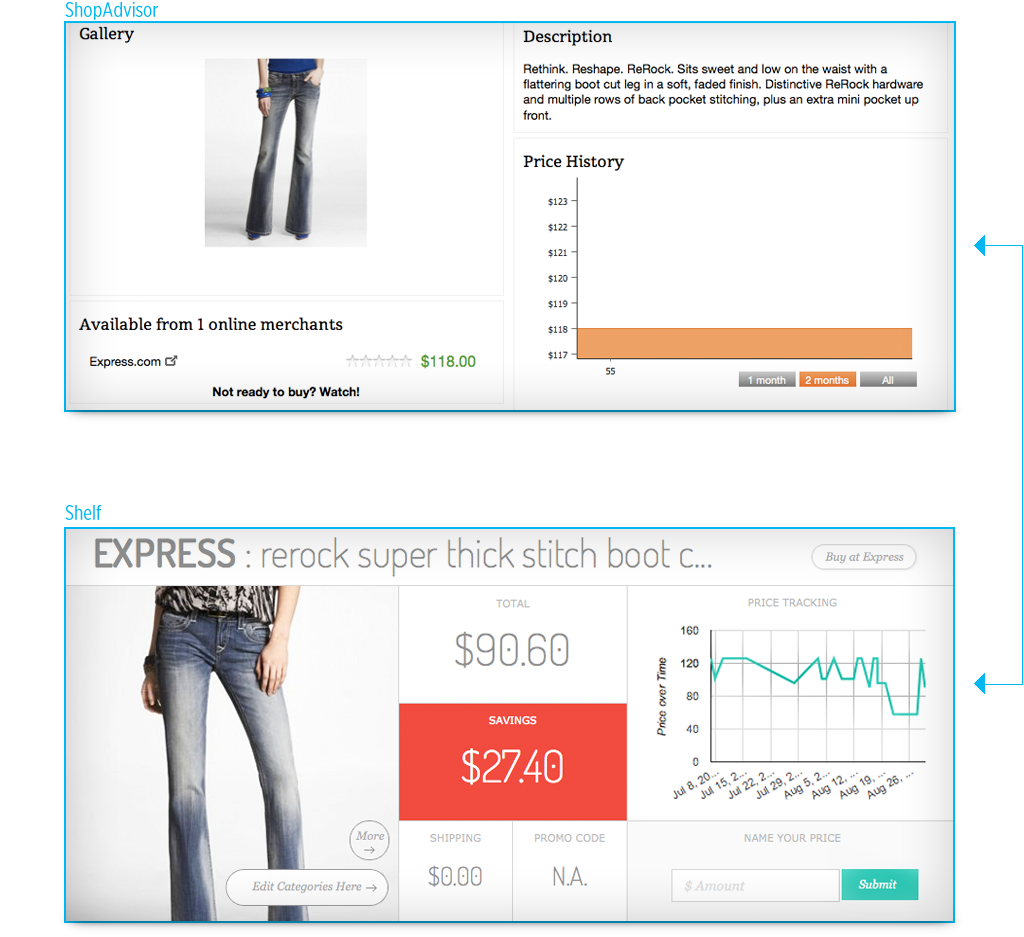 ShopAdvisor
Gallery
Description
Rethink. Reshape. ReRock. Sits sweet and low on the waist with a
flattering boot cut leg in a soft, faded finish. Distinctive ReRock hardware
and multiple rows of back pocket stitching, plus an extra mini pocket up
front.
Price History
$123
$122
$121
$120
$119
$118
$117
55
1 month
2 months
All
Available from 1 online merchants
Express.com
$118.00
Not ready to buy? Watch!
Shelf
EXPRESS : rerock super thick stitch boot c...
Buy at Express
More
→
Edit Categories Here →
TOTAL
$90.60
SAVINGS
$27.40
SHIPPING
$0.00
PROMO CODE
N.A.
PRICE TRACKING
Price over Time
160
120
80
40
0
Jul 8, 20...
Jul 15, 2...
Jul 22, 2...
Jul 29, 2...
Aug 5, 2...
Aug 12, ...
Aug 19, ...
Aug 26, ...
NAME YOUR PRICE
$ Amount
Submit